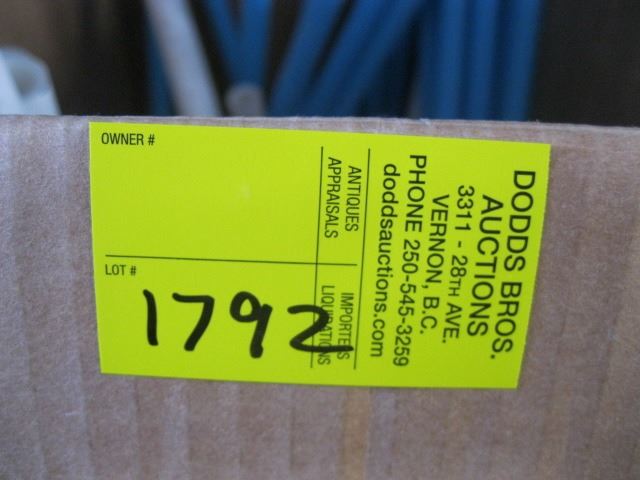 OWNER #
LOT #
1792
ANTIQUES
APPRAISALS
IMPORTERS
LIQUIDATIONS
DODDS BROS.
AUCTIONS
3311 - 28TH AVE.
VERNON, B.C.
PHONE 250-545-3259
doddsauctions.com